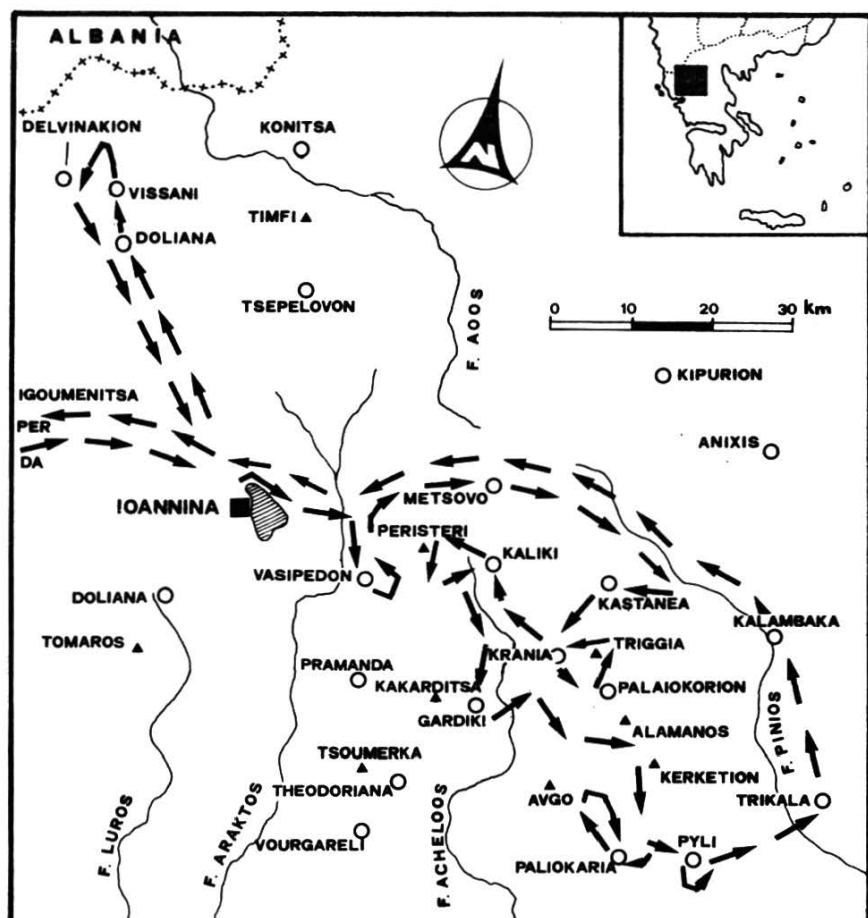 ALBANIA
DELVINAKION
KONITSA
VISSANI
TIMFI
DOLIANA
TSEPELOVON
F. AOOS
0 10 20 30 km
KIPURION
IGOUMENITSA
PER
DA
ANIXIS
IOANNINA
METSOVO
PERISTERI
KALIKI
VASIPEDON
DOLIANA
KASTANEA
KALAMBAKA
TOMAROS
KRANIA
TRIGGIA
PRAMANDA
KAKARDITSA
PALAIOKORION
GARDIKI
ALAMANOS
F. PINIOS
TSOUMERKA
KERKETION
THEODORIANA
AVGO
TRIKALA
F. LUROS
F. ARAKTOS
VOURGARELI
F. ACHELOOS
PALIOKARIA
PYLI
N